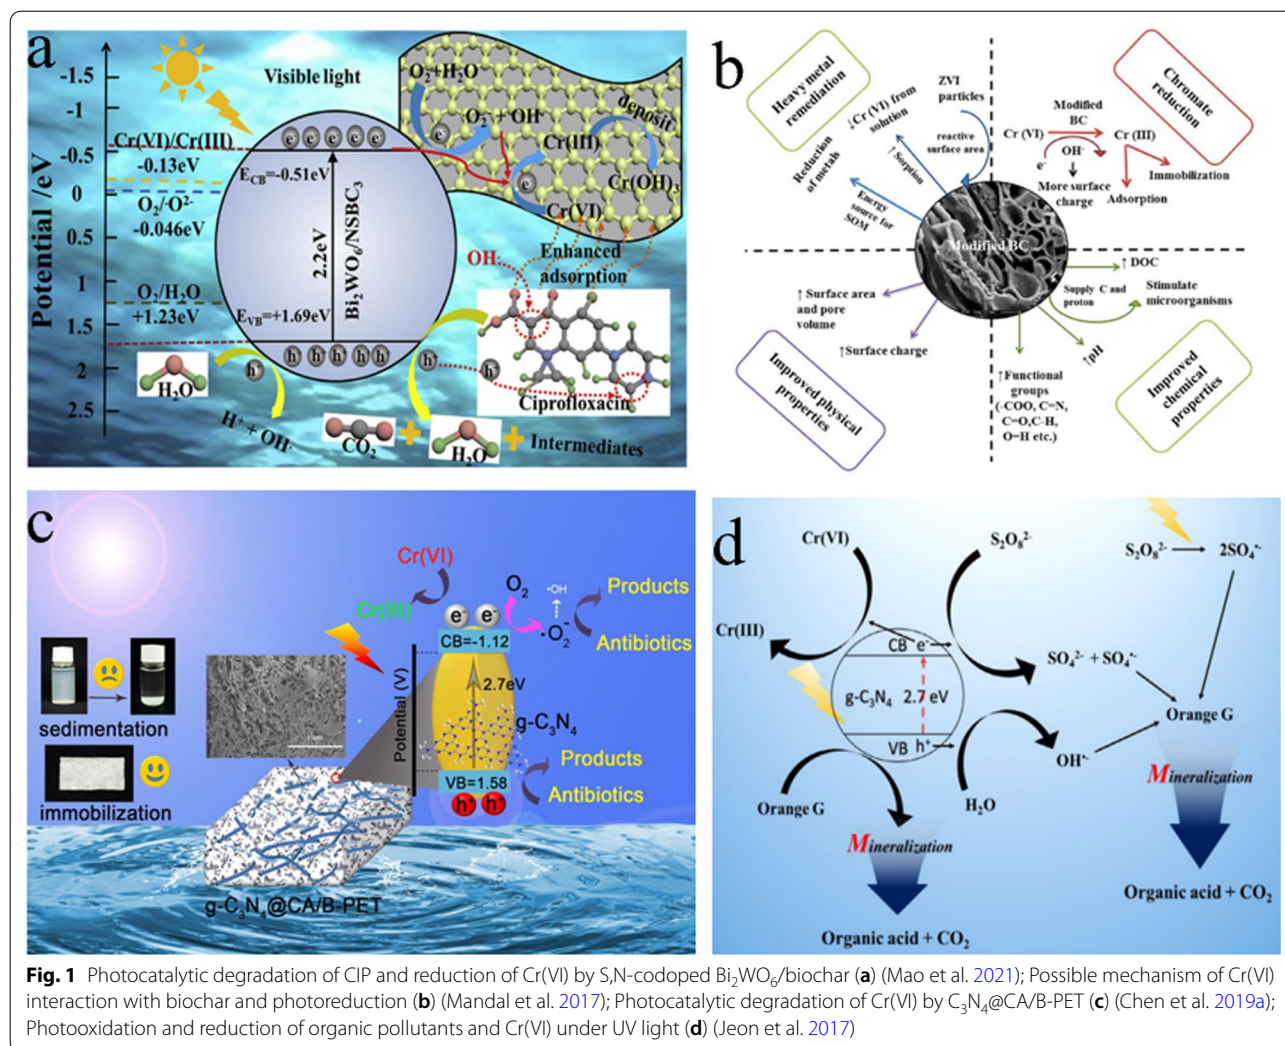 a
Visible light
Potential /eV
-1.5
-1
-0.5
0
0.5
1
1.5
2
2.5
Cr(VI)/Cr(III)
-0.13eV
O₂/·O²⁻
-0.046eV
O₂/H₂O
+1.23eV
e⁻ e⁻ e⁻ e⁻ e⁻
E_CB=-0.51eV
2.2eV
Bi₂WO₆/NSBC₃
E_VB=+1.69eV
h⁺ h⁺ h⁺ h⁺ h⁺
O₂+H₂O
O₂⁻ + OH·
e⁻
Cr(III)
deposit
Cr(OH)₃
e⁻
Cr(VI)
Enhanced
adsorption
OH·
Ciprofloxacin
h⁺
h⁺
h⁺
H₂O
H⁺ + OH·
CO₂
+
H₂O
+
Intermediates
b
Heavy metal
remediation
Reduction
of metals
↓Cr (VI) from
solution
↑ Sorption
ZVI
particles
reactive
surface area
Energy
source for
SOM
Modified BC
Chromate
reduction
Modified
BC
Cr (VI)
Cr (III)
OH⁻
e⁻
More surface
charge
Immobilization
Adsorption
↑ Surface area
and pore
volume
↑Surface charge
Improved physical
properties
↑ DOC
Supply C and
proton
Stimulate
microorganisms
↑pH
↑Functional
groups
(-COO, C=N,
C=O,C-H,
O=H etc.)
Improved
chemical
properties
c
Cr(VI)
Cr(III)
O₂
·OH
·O₂⁻
Products
Antibiotics
e⁻ e⁻
CB=-1.12
Potential (V)
2.7eV
g-C₃N₄
VB=1.58
h⁺ h⁺
Products
Antibiotics
sedimentation
immobilization
g-C₃N₄@CA/B-PET
d
Cr(VI)
S₂O₈²⁻
S₂O₈²⁻
2SO₄•⁻
Cr(III)
CB e⁻
g-C₃N₄ 2.7 eV
VB h⁺
SO₄²⁻ + SO₄•⁻
Orange G
OH•⁻
Orange G
H₂O
Mineralization
Mineralization
Organic acid + CO₂
Organic acid + CO₂
Fig. 1 Photocatalytic degradation of CIP and reduction of Cr(VI) by S,N-codoped Bi₂WO₆/biochar (a) (Mao et al. 2021); Possible mechanism of Cr(VI)
interaction with biochar and photoreduction (b) (Mandal et al. 2017); Photocatalytic degradation of Cr(VI) by C₃N₄@CA/B-PET (c) (Chen et al. 2019a);
Photooxidation and reduction of organic pollutants and Cr(VI) under UV light (d) (Jeon et al. 2017)